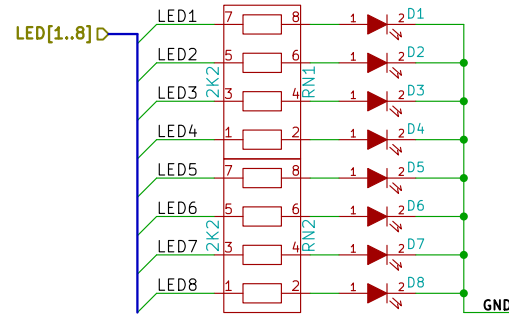 LED[1..8]
LED1 7 8 1 2 D1
LED2 5 6 1 2 D2
2K2 RN1
LED3 3 4 1 2 D3
LED4 1 2 1 2 D4
LED5 7 8 1 2 D5
LED6 5 6 1 2 D6
2K2 RN2
LED7 3 4 1 2 D7
LED8 1 2 1 2 D8
GND